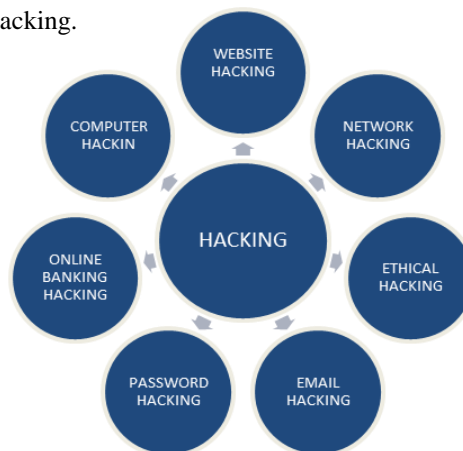 acking.
WEBSITE
HACKING
NETWORK
HACKING
ETHICAL
HACKING
EMAIL
HACKING
PASSWORD
HACKING
ONLINE
BANKING
HACKING
COMPUTER
HACKIN
HACKING